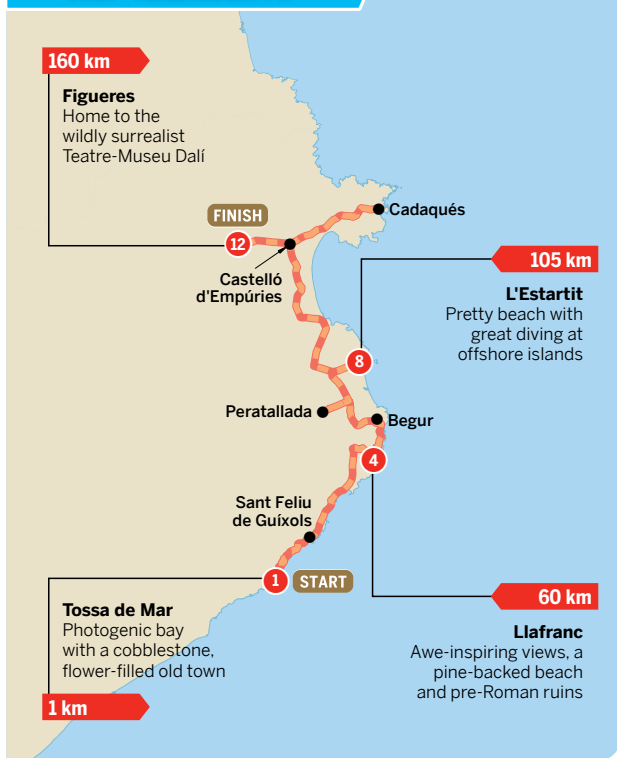 160 km
Figueres
Home to the
wildly surrealist
Teatre-Museu Dalí
Cadaqués
FINISH
12
Castelló
d'Empúries
105 km
L'Estartit
Pretty beach with
great diving at
offshore islands
8
Peratallada
Begur
4
Sant Feliu
de Guíxols
1
START
Tossa de Mar
Photogenic bay
with a cobblestone,
flower-filled old town
1 km
60 km
Llafranc
Awe-inspiring views, a
pine-backed beach
and pre-Roman ruins